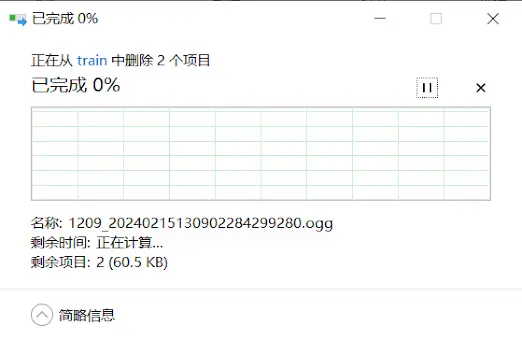 已完成 0%
正在从 train 中删除 2 个项目
已完成 0%
名称: 1209_20240215130902284299280.ogg
剩余时间: 正在计算...
剩余项目: 2 (60.5 KB)
简略信息